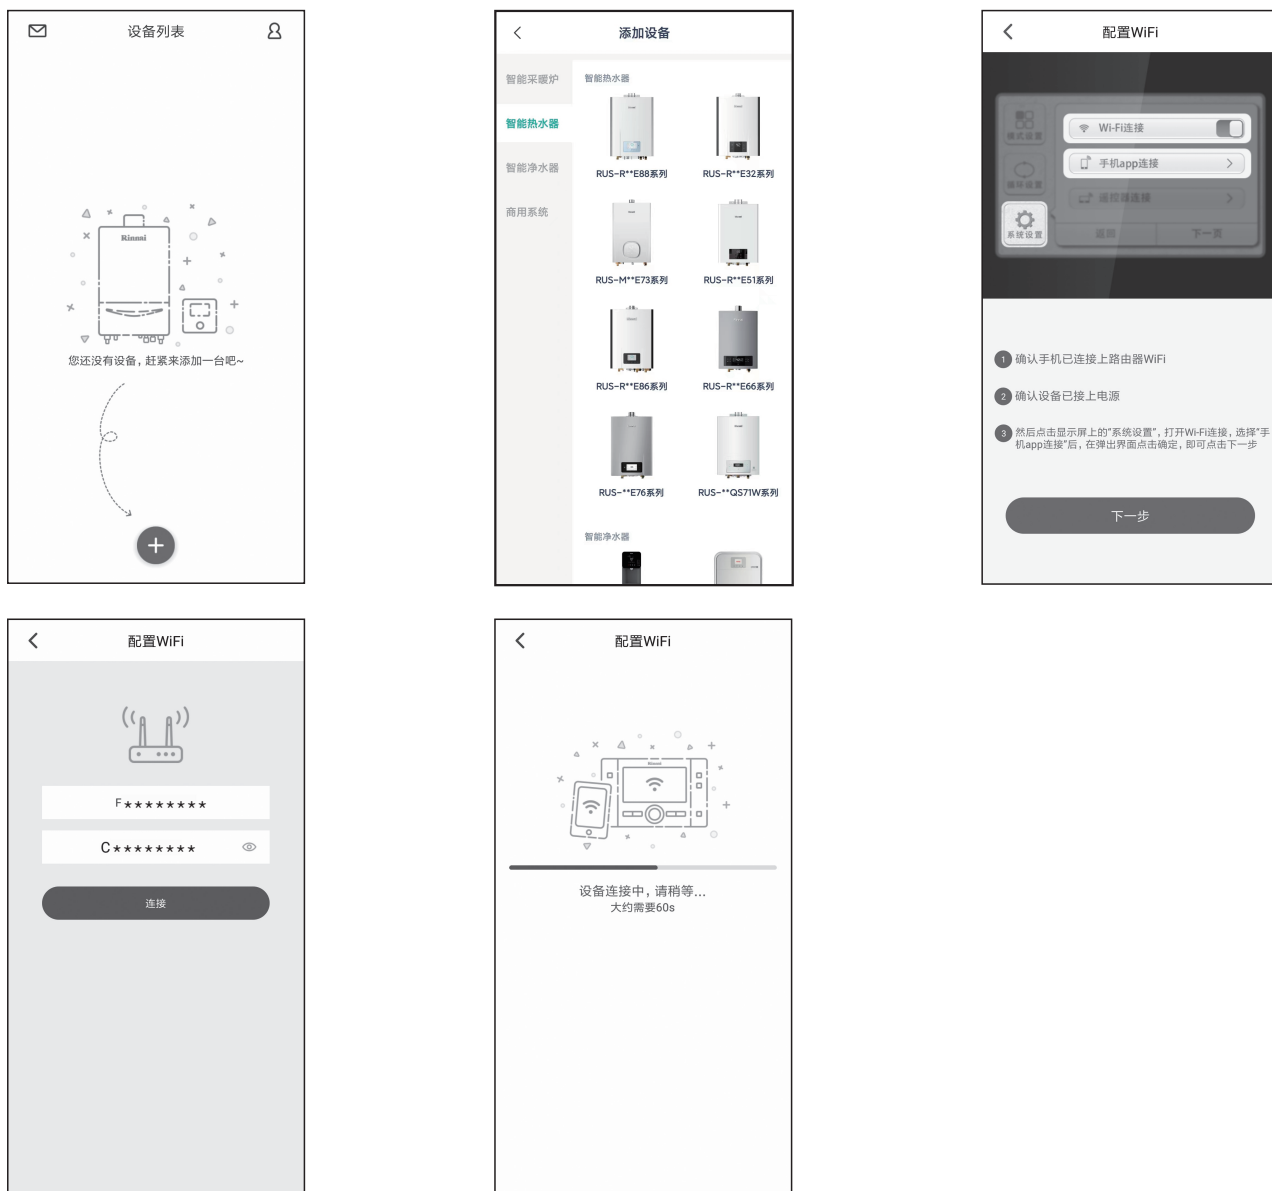 设备列表
Rinnai
您还没有设备，赶紧来添加一台吧~
添加设备
智能采暖炉
智能热水器
智能净水器
商用系统
智能热水器
RUS-R**E88系列
RUS-R**E32系列
RUS-M**E73系列
RUS-R**E51系列
RUS-R**E86系列
RUS-R**E66系列
RUS-**E76系列
RUS-**QS71W系列
智能净水器
配置WiFi
模式设置
循环设置
系统设置
Wi-Fi连接
手机app连接
遥控器连接
返回
下一页
1 确认手机已连接上路由器WiFi
2 确认设备已接上电源
3 然后点击显示屏上的“系统设置”，打开Wi-Fi连接，选择“手
机app连接”后，在弹出界面点击确定，即可点击下一步
下一步
配置WiFi
F********
C********
连接
配置WiFi
Rinnai
设备连接中，请稍等...
大约需要60s